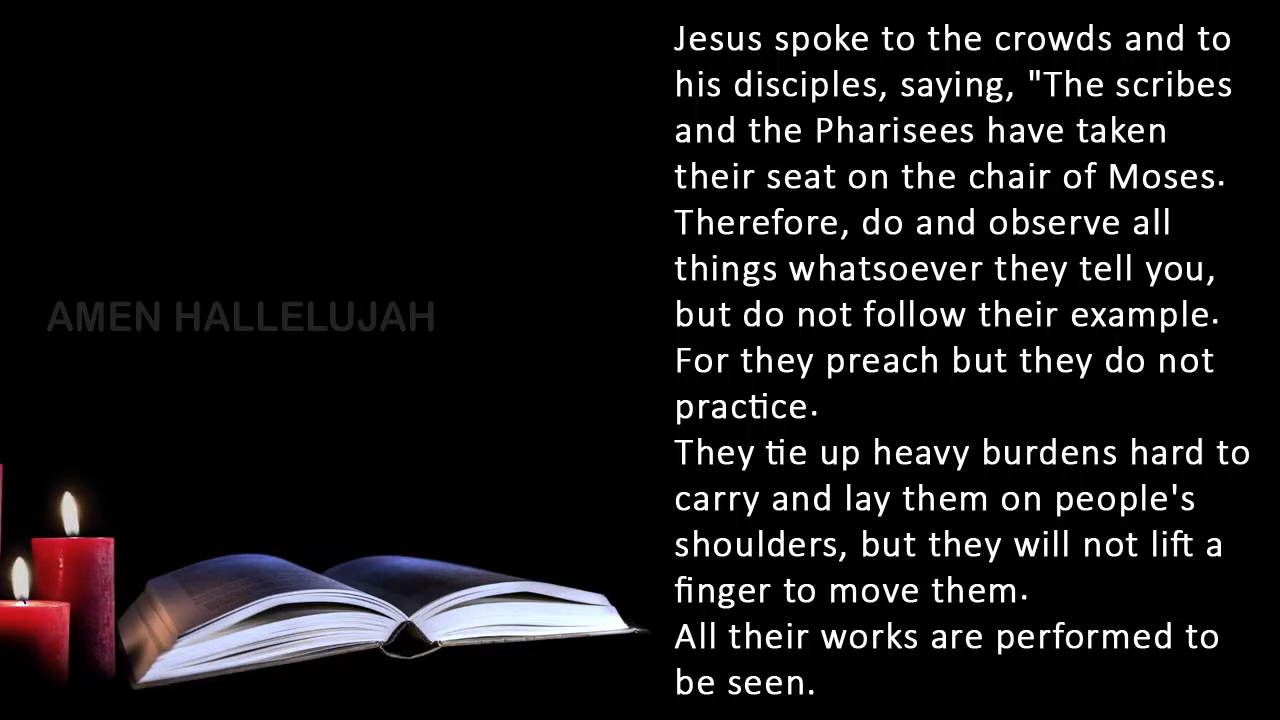 Jesus spoke to the crowds and to
his disciples, saying, "The scribes
and the Pharisees have taken
their seat on the chair of Moses.
Therefore, do and observe all
things whatsoever they tell you,
but do not follow their example.
For they preach but they do not
practice.
They tie up heavy burdens hard to
carry and lay them on people's
shoulders, but they will not lift a
finger to move them.
All their works are performed to
be seen.
AMEN HALLELUJAH